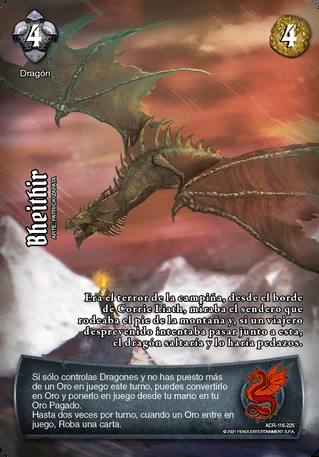 4
4
Dragón
Bheithir
ARTE: PATRICIO ZAPATA
Era el terror de la campiña, desde el borde
de Corrie Liath, miraba el sendero que
rodeaba el pie de la montaña y, si un viajero
desprevenido intentaba pasar junto a esta,
el dragón saltaría y lo haría pedazos.
Si sólo controlas Dragones y no has puesto más
de un Oro en juego este turno, puedes convertirlo
en Oro y ponerlo en juego desde tu mano en tu
Oro Pagado.
Hasta dos veces por turno, cuando un Oro entre en
juego, Roba una carta.
ACR-116-225
© 2021 FENIX ENTERTAINMENT S.P.A.